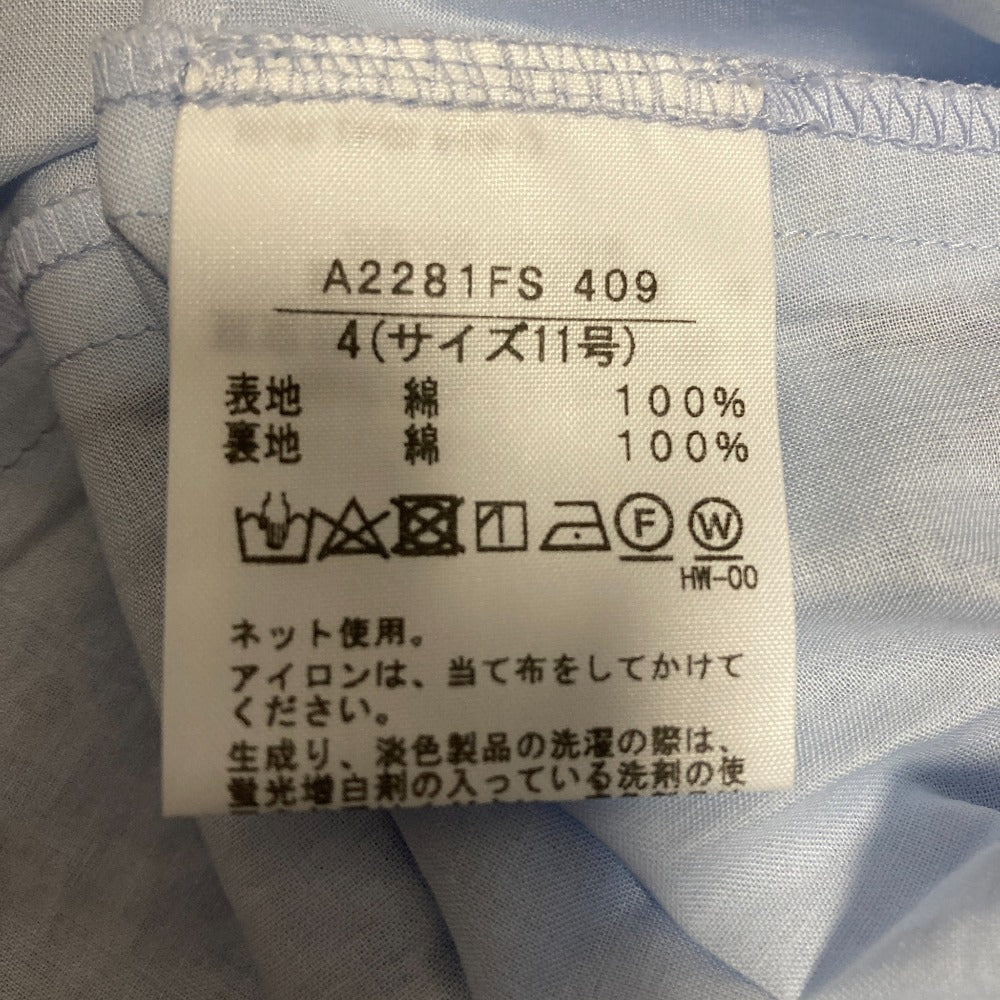 A2281FS 409
4(サイズ11号)
表地 綿 100%
裏地 綿 100%
F W
HW-00
ネット使用。
アイロンは、当て布をしてかけて
ください。
生成り、淡色製品の洗濯の際は、
蛍光増白剤の入っている洗剤の使